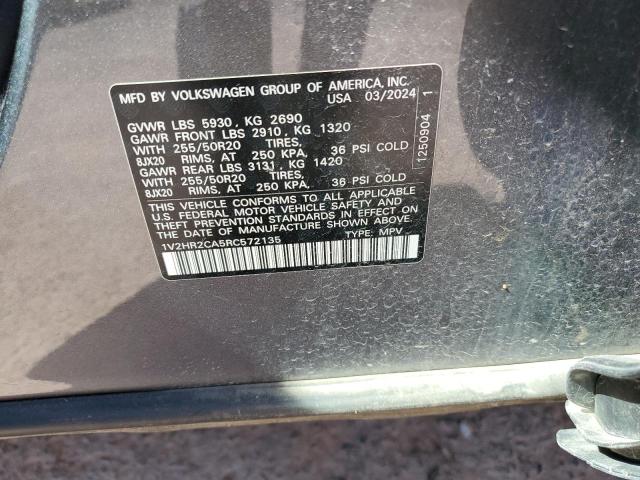 MFD BY VOLKSWAGEN GROUP OF AMERICA, INC.
USA 03/2024
GVWR LBS 5930, KG 2690
GAWR FRONT LBS 2910, KG 1320
WITH 255/50R20 TIRES,
8JX20 RIMS, AT 250 KPA, 36 PSI COLD
GAWR REAR LBS 3131, KG 1420
WITH 255/50R20 TIRES,
8JX20 RIMS, AT 250 KPA, 36 PSI COLD
THIS VEHICLE CONFORMS TO ALL APPLICABLE
U.S. FEDERAL MOTOR VEHICLE SAFETY AND
THEFT PREVENTION STANDARDS IN EFFECT ON
THE DATE OF MANUFACTURE SHOWN ABOVE.
1V2HR2CA5RC572135 TYPE: MPV
1250904 1